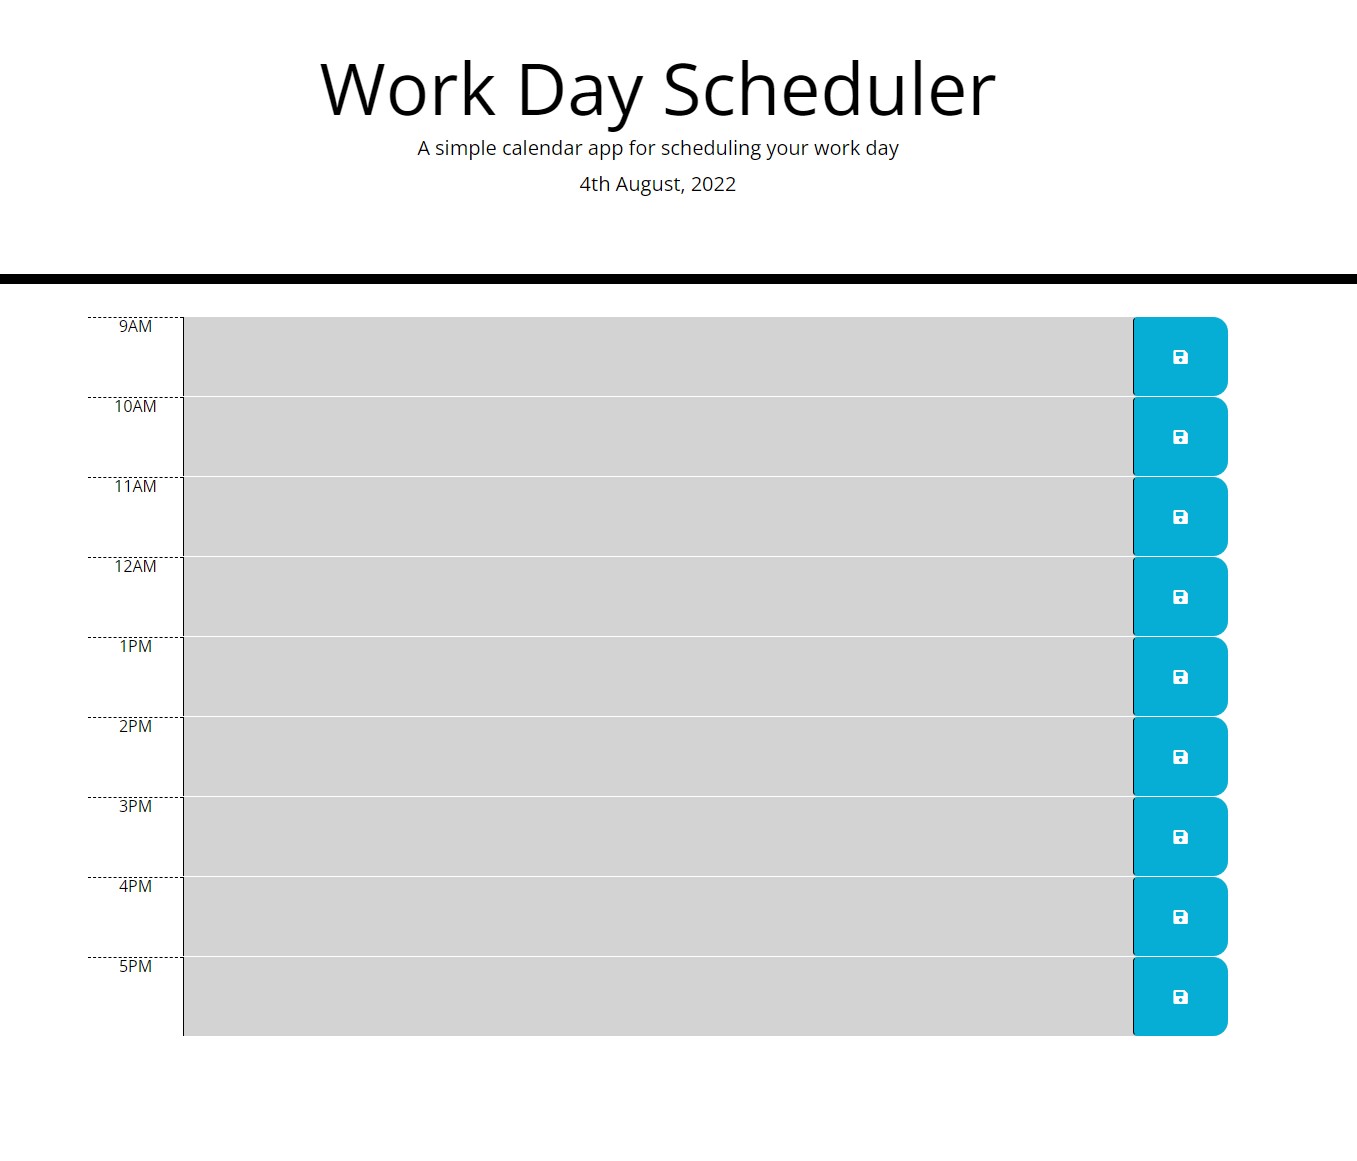 Work Day Scheduler
A simple calendar app for scheduling your work day
4th August, 2022
9AM
10AM
11AM
12AM
1PM
2PM
3PM
4PM
5PM